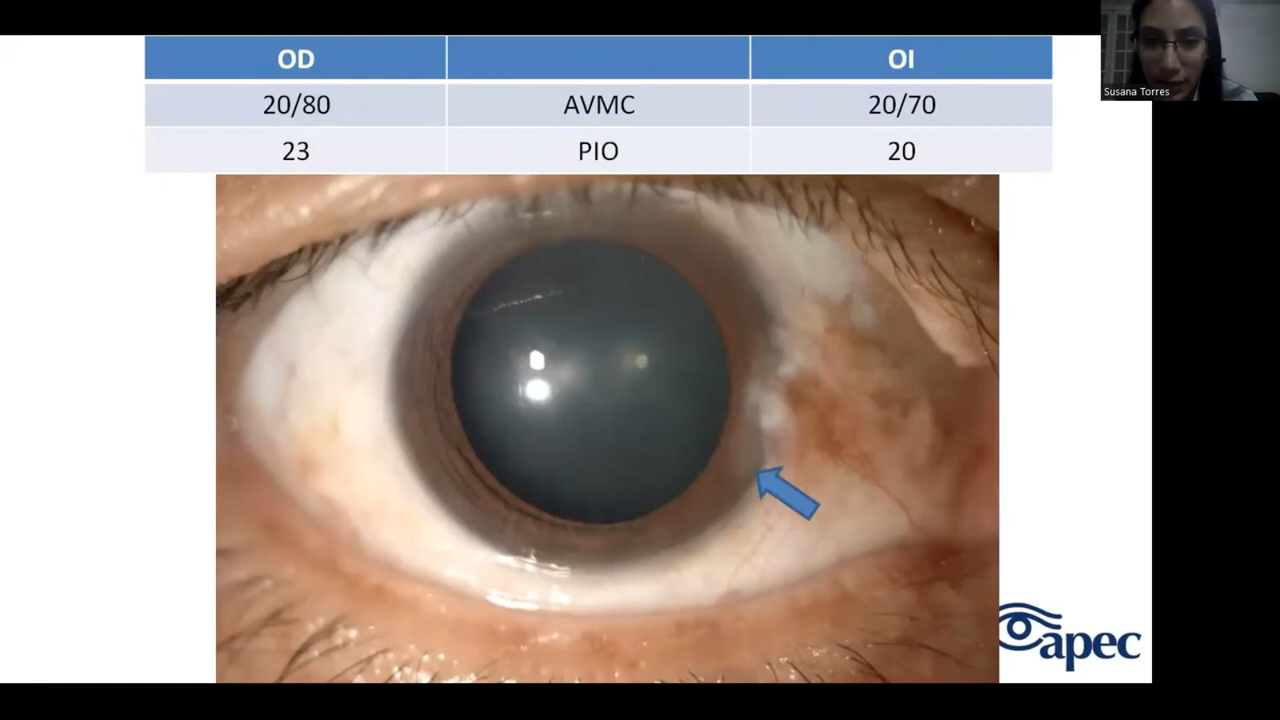 OD OI
20/80 AVMC 20/70
23 PIO 20
Susana Torres
apec